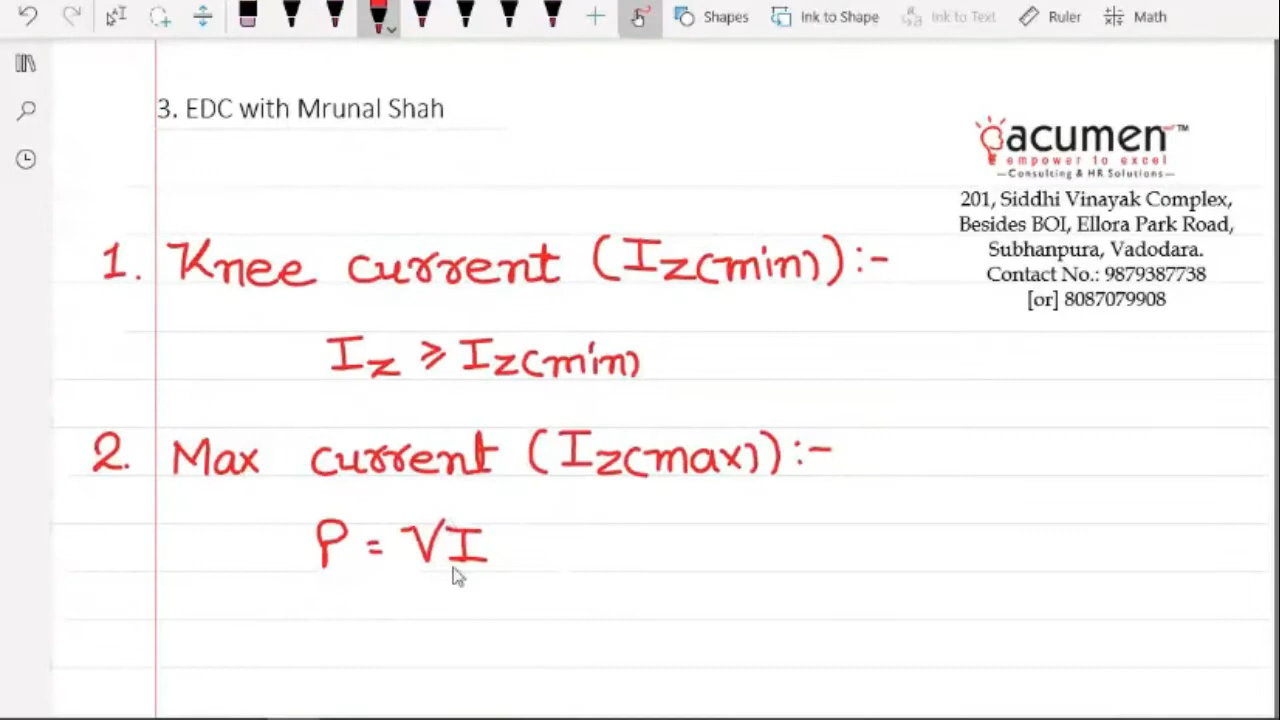 Shapes Ink to Shape Ink to Text Ruler Math
3. EDC with Mrunal Shah
acumen™
empower to excel
—Consulting & HR Solutions—
201, Siddhi Vinayak Complex,
Besides BOI, Ellora Park Road,
Subhanpura, Vadodara.
Contact No.: 9879387738
[or] 8087079908
1. Knee current (Iz(min)):-
Iz ⩾ Iz(min)
2. Max current (Iz(max)):-
P = VI